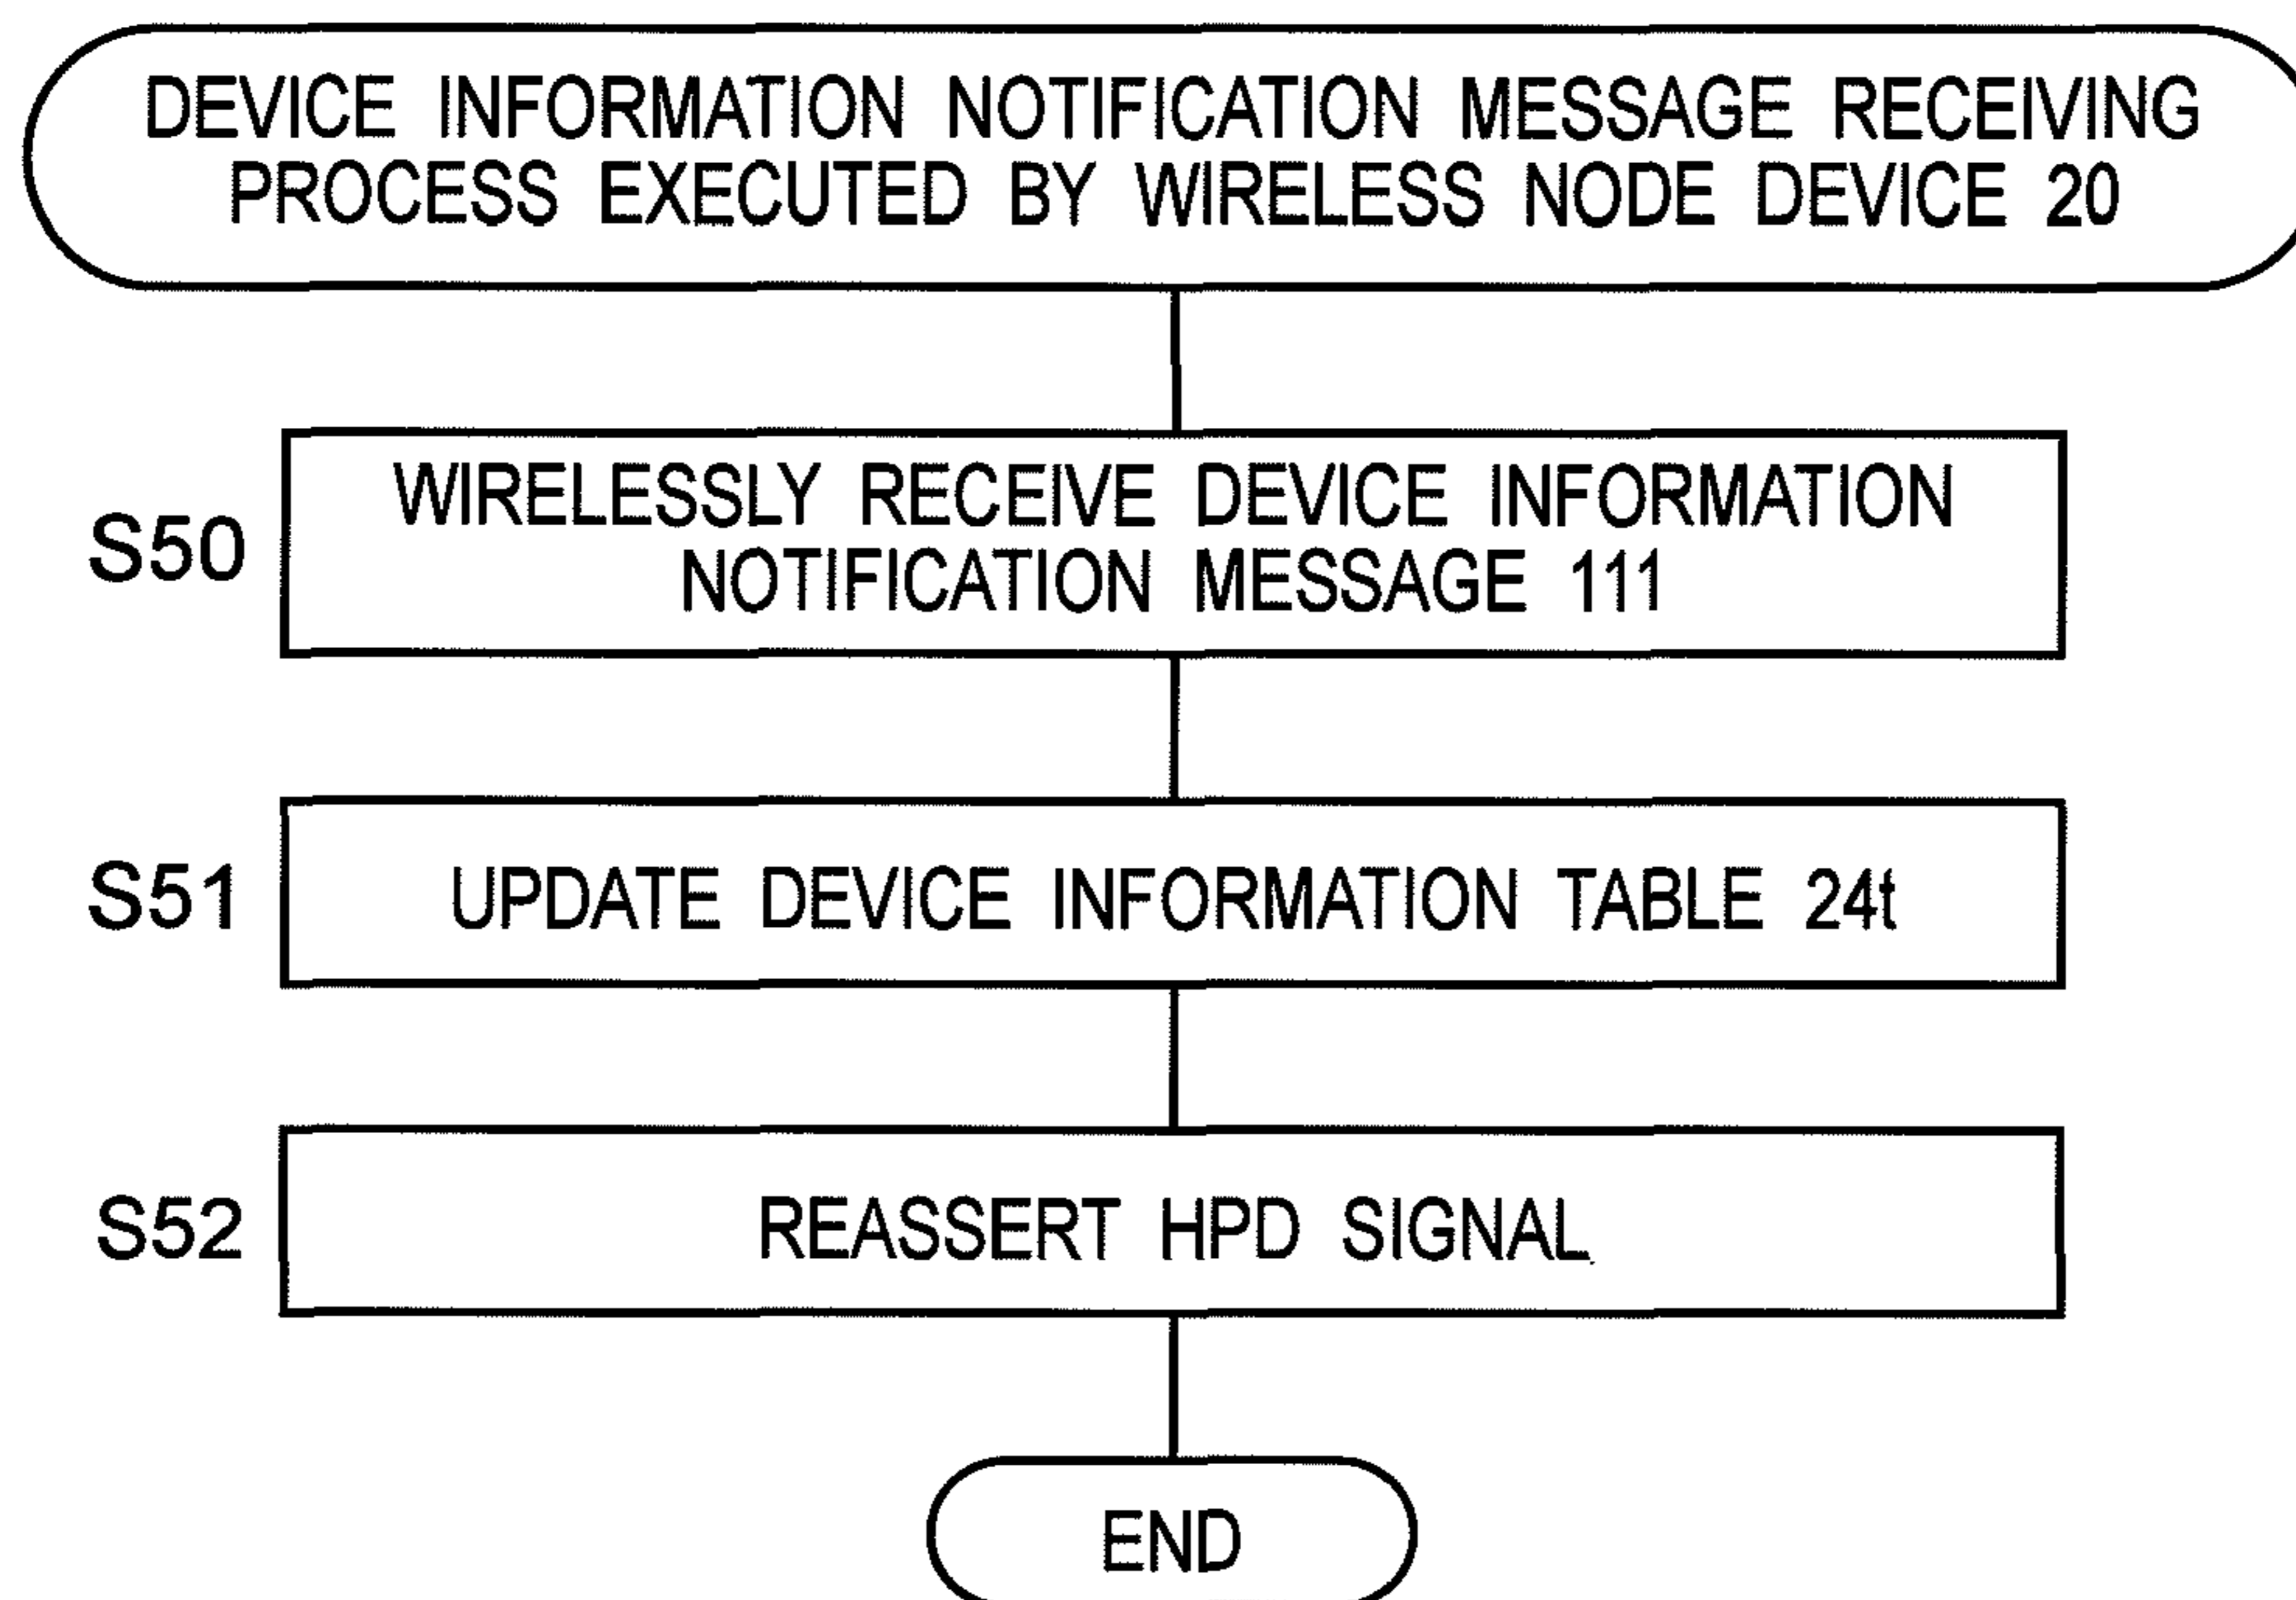 DEVICE INFORMATION NOTIFICATION MESSAGE RECEIVING
PROCESS EXECUTED BY WIRELESS NODE DEVICE 20
S50
WIRELESSLY RECEIVE DEVICE INFORMATION
NOTIFICATION MESSAGE 111
S51
UPDATE DEVICE INFORMATION TABLE 24t
S52
REASSERT HPD SIGNAL
END